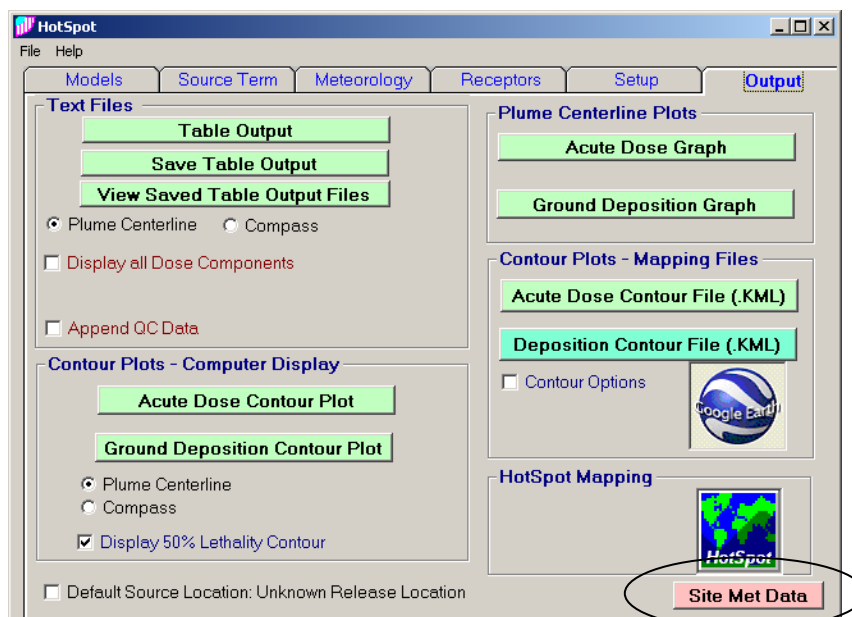 HotSpot
File Help
Models Source Term Meteorology Receptors Setup Output
Text Files
Table Output
Save Table Output
View Saved Table Output Files
Plume Centerline Compass
Display all Dose Components
Append QC Data
Contour Plots - Computer Display
Acute Dose Contour Plot
Ground Deposition Contour Plot
Plume Centerline
Compass
Display 50% Lethality Contour
Default Source Location: Unknown Release Location
Plume Centerline Plots
Acute Dose Graph
Ground Deposition Graph
Contour Plots - Mapping Files
Acute Dose Contour File (.KML)
Deposition Contour File (.KML)
Contour Options
Google Earth
HotSpot Mapping
HotSpot
Site Met Data